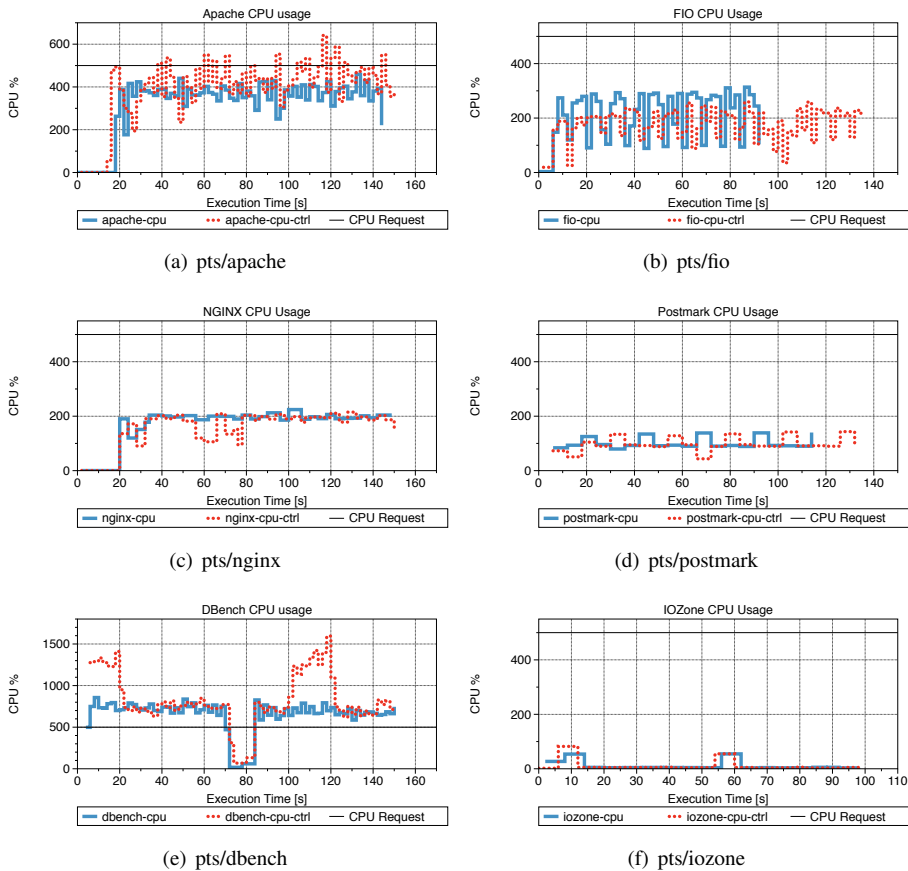 Apache CPU usage
CPU %
600
400
200
0
0 20 40 60 80 100 120 140 160
Execution Time [s]
apache-cpu apache-cpu-ctrl CPU Request
(a) pts/apache
FIO CPU Usage
CPU %
400
200
0
0 20 40 60 80 100 120 140
Execution Time [s]
fio-cpu fio-cpu-ctrl CPU Request
(b) pts/fio
NGINX CPU Usage
CPU %
400
200
0
0 20 40 60 80 100 120 140 160
Execution Time [s]
nginx-cpu nginx-cpu-ctrl CPU Request
(c) pts/nginx
Postmark CPU Usage
CPU %
400
200
0
0 20 40 60 80 100 120 140
Execution Time [s]
postmark-cpu postmark-cpu-ctrl CPU Request
(d) pts/postmark
DBench CPU usage
CPU %
1500
1000
500
0
0 20 40 60 80 100 120 140 160
Execution Time [s]
dbench-cpu dbench-cpu-ctrl CPU Request
(e) pts/dbench
IOZone CPU Usage
CPU %
400
200
0
0 10 20 30 40 50 60 70 80 90 100 110
Execution Time [s]
iozone-cpu iozone-cpu-ctrl CPU Request
(f) pts/iozone